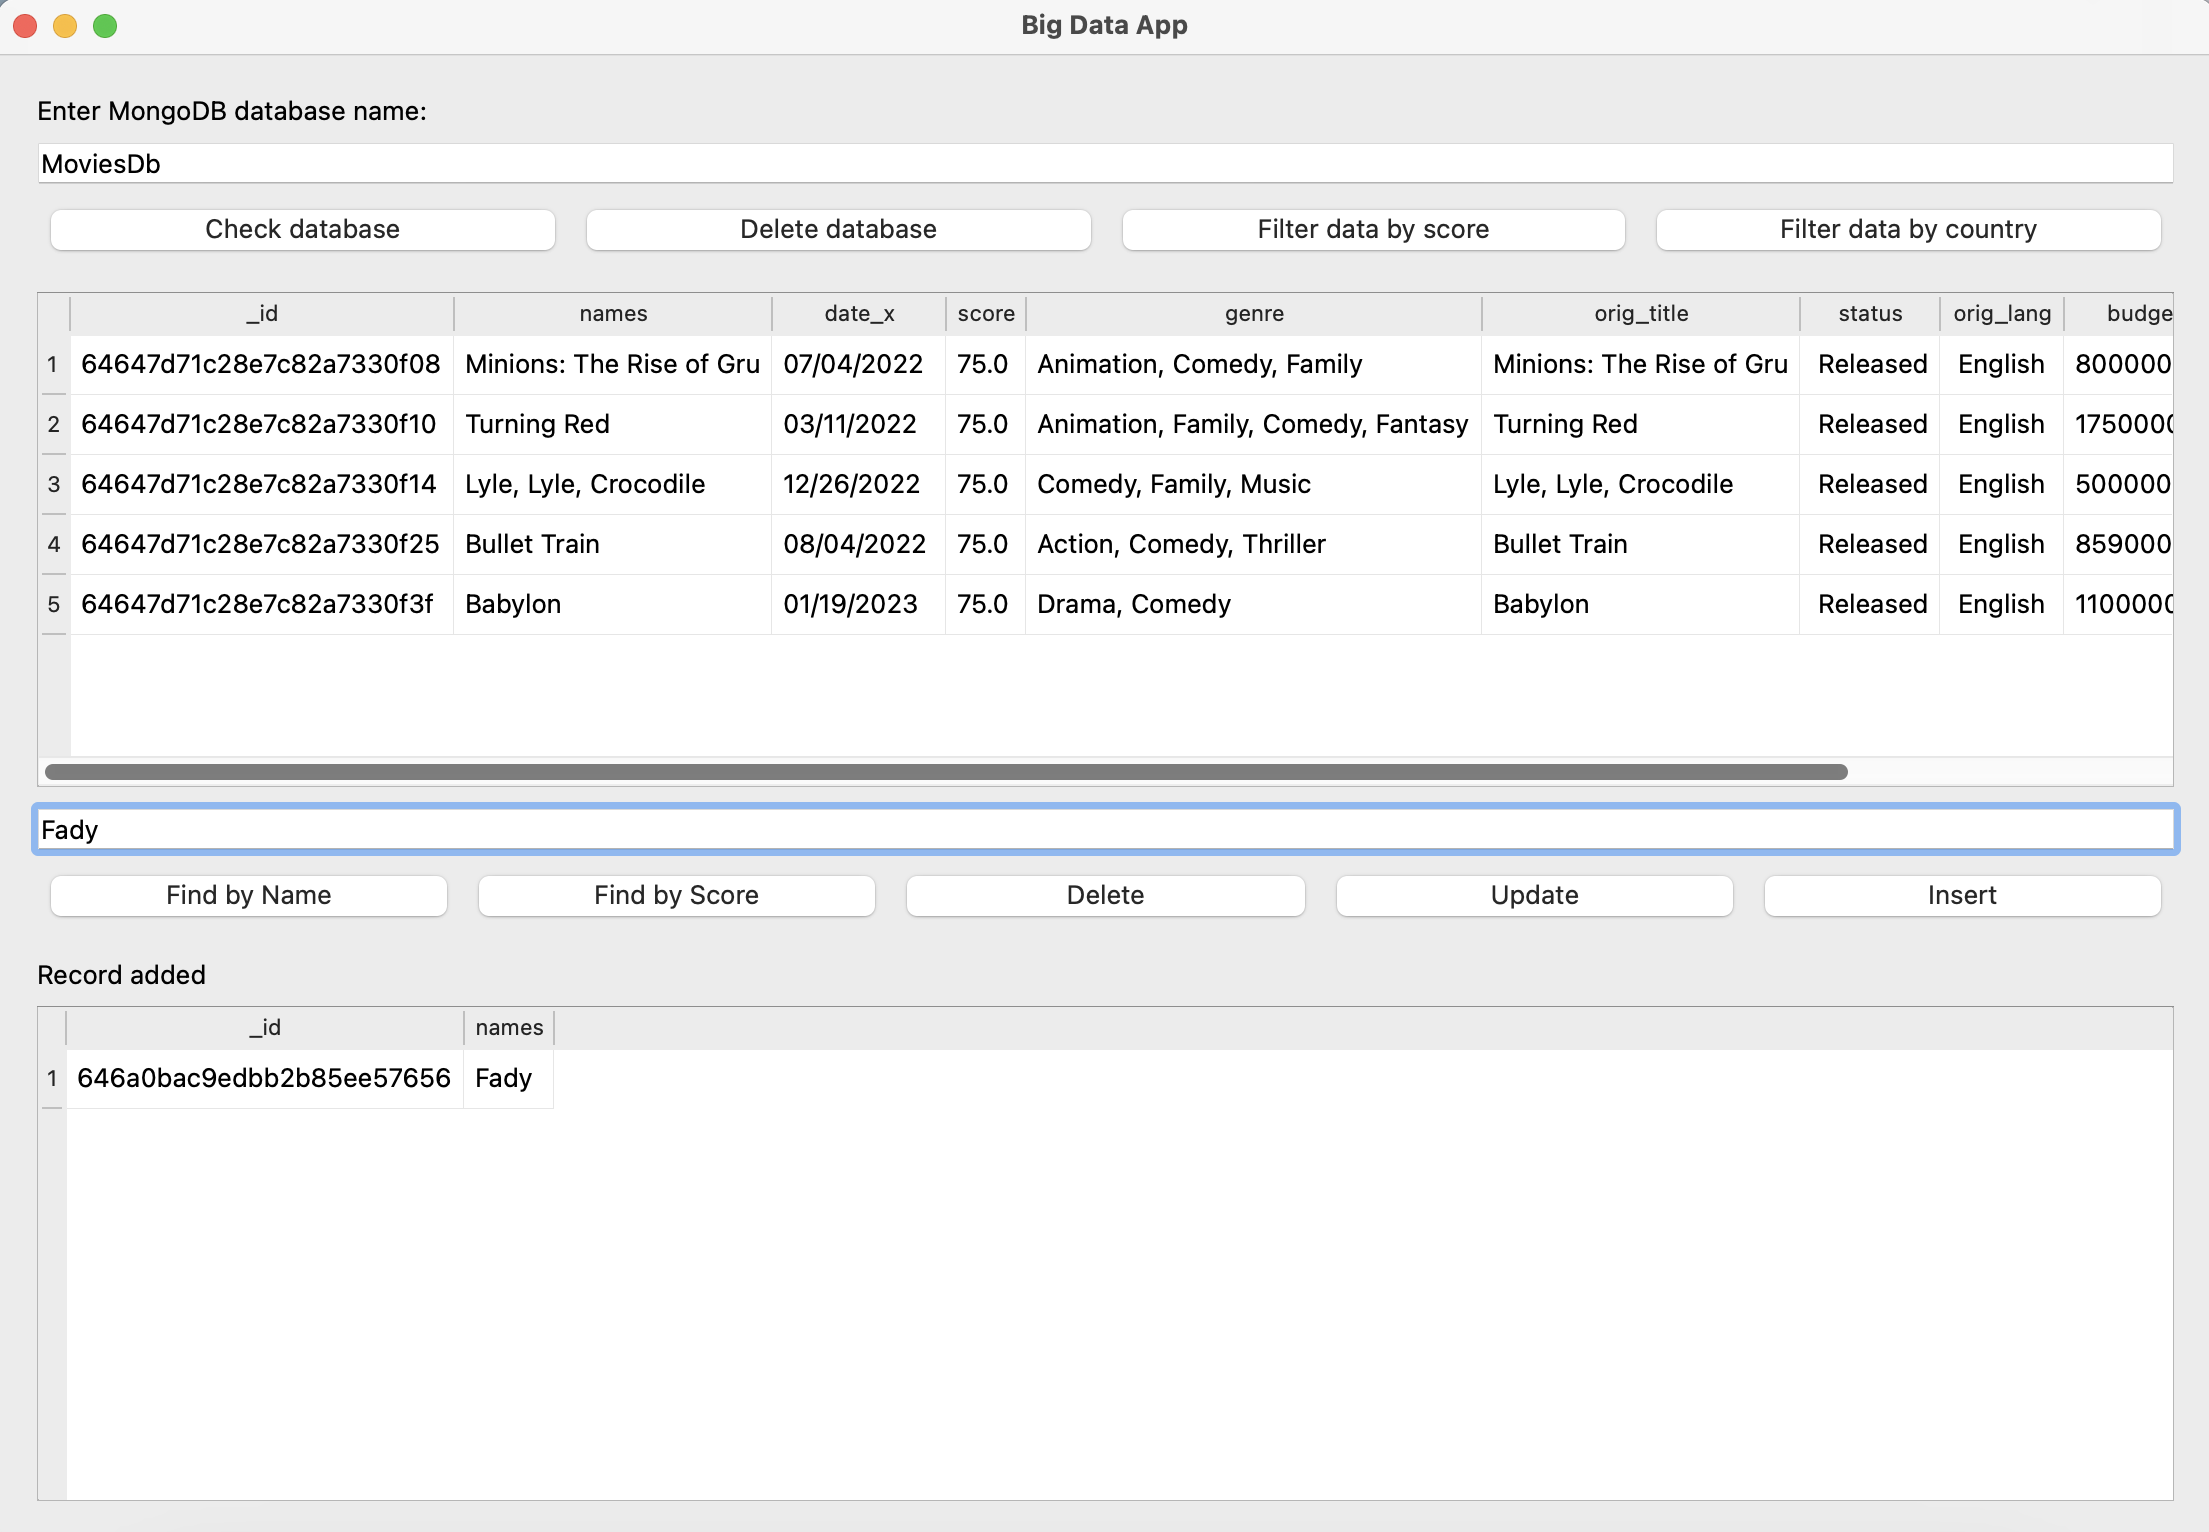 Big Data App
Enter MongoDB database name:
MoviesDb
Check database Delete database Filter data by score Filter data by country
_id names date_x score genre orig_title status orig_lang budge
1 64647d71c28e7c82a7330f08 Minions: The Rise of Gru 07/04/2022 75.0 Animation, Comedy, Family Minions: The Rise of Gru Released English 800000
2 64647d71c28e7c82a7330f10 Turning Red 03/11/2022 75.0 Animation, Family, Comedy, Fantasy Turning Red Released English 1750000
3 64647d71c28e7c82a7330f14 Lyle, Lyle, Crocodile 12/26/2022 75.0 Comedy, Family, Music Lyle, Lyle, Crocodile Released English 500000
4 64647d71c28e7c82a7330f25 Bullet Train 08/04/2022 75.0 Action, Comedy, Thriller Bullet Train Released English 859000
5 64647d71c28e7c82a7330f3f Babylon 01/19/2023 75.0 Drama, Comedy Babylon Released English 1100000
Fady
Find by Name Find by Score Delete Update Insert
Record added
_id names
1 646a0bac9edbb2b85ee57656 Fady